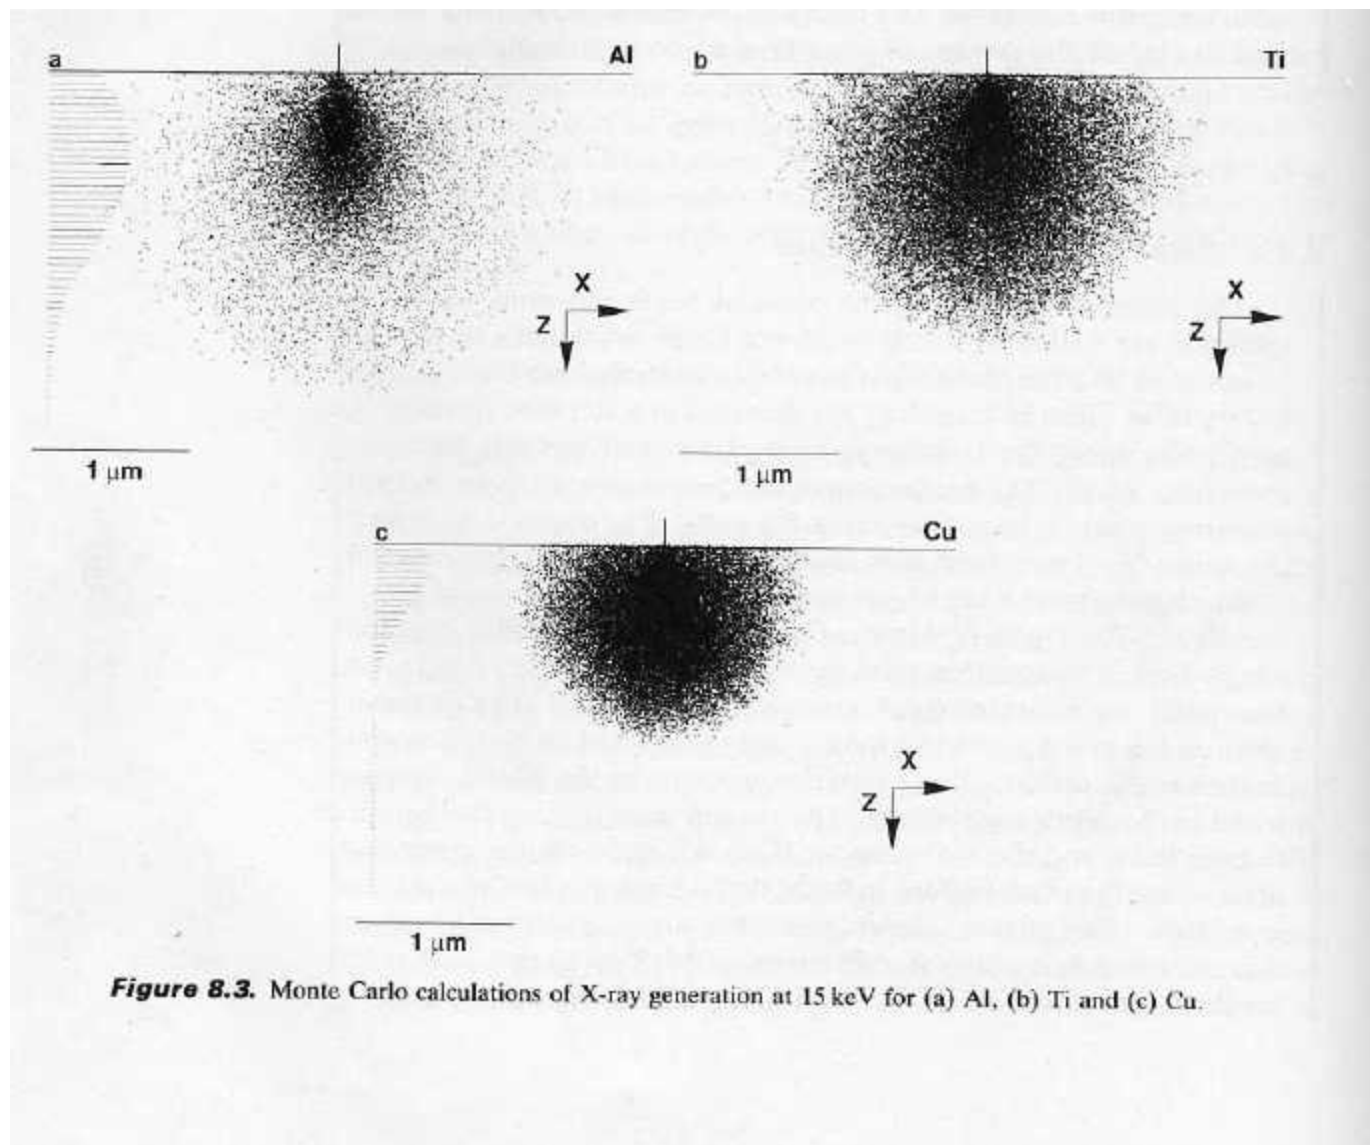 a Al
b Ti
X
Z
X
Z
1 μm
1 μm
c Cu
X
Z
1 μm
Figure 8.3. Monte Carlo calculations of X-ray generation at 15 keV for (a) Al, (b) Ti and (c) Cu.